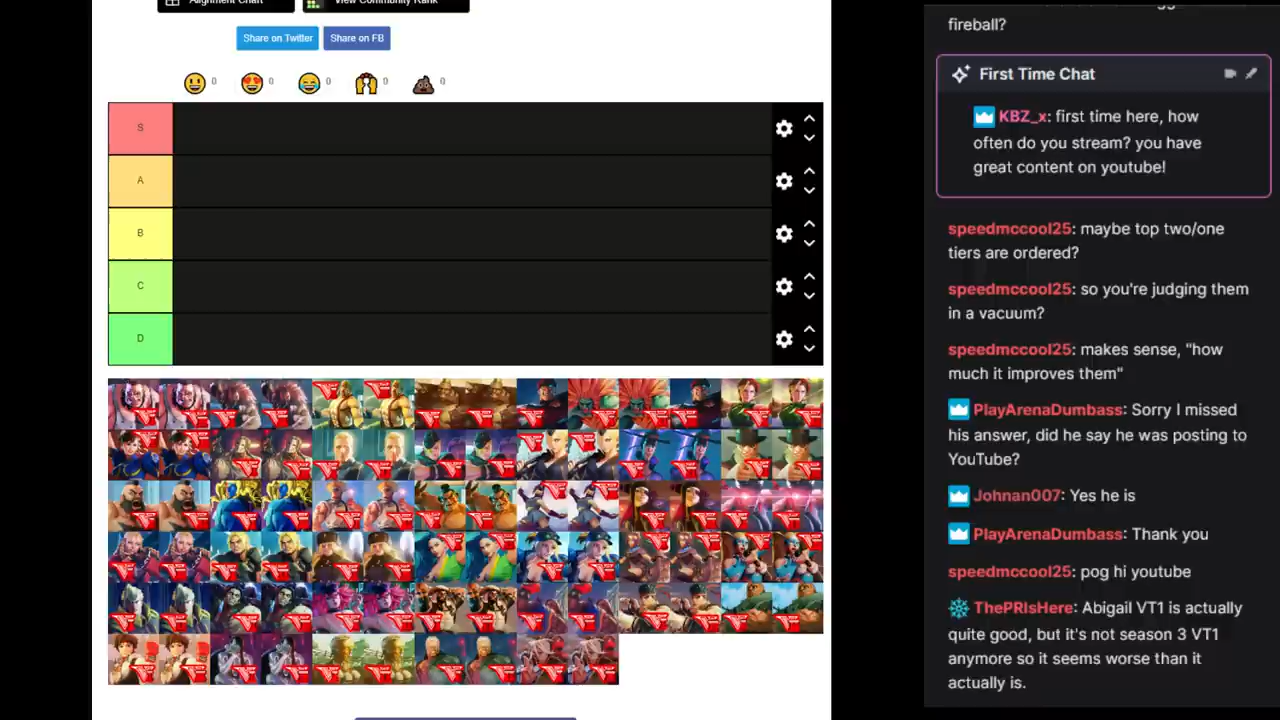 Alignment Chart
View Community Rank
Share on Twitter
Share on FB
0 0 0 0 0
S
A
B
C
D
fireball?
First Time Chat
KBZ_x: first time here, how
often do you stream? you have
great content on youtube!
speedmccool25: maybe top two/one
tiers are ordered?
speedmccool25: so you're judging them
in a vacuum?
speedmccool25: makes sense, "how
much it improves them"
PlayArenaDumbass: Sorry I missed
his answer, did he say he was posting to
YouTube?
Johnan007: Yes he is
PlayArenaDumbass: Thank you
speedmccool25: pog hi youtube
ThePRIsHere: Abigail VT1 is actually
quite good, but it's not season 3 VT1
anymore so it seems worse than it
actually is.